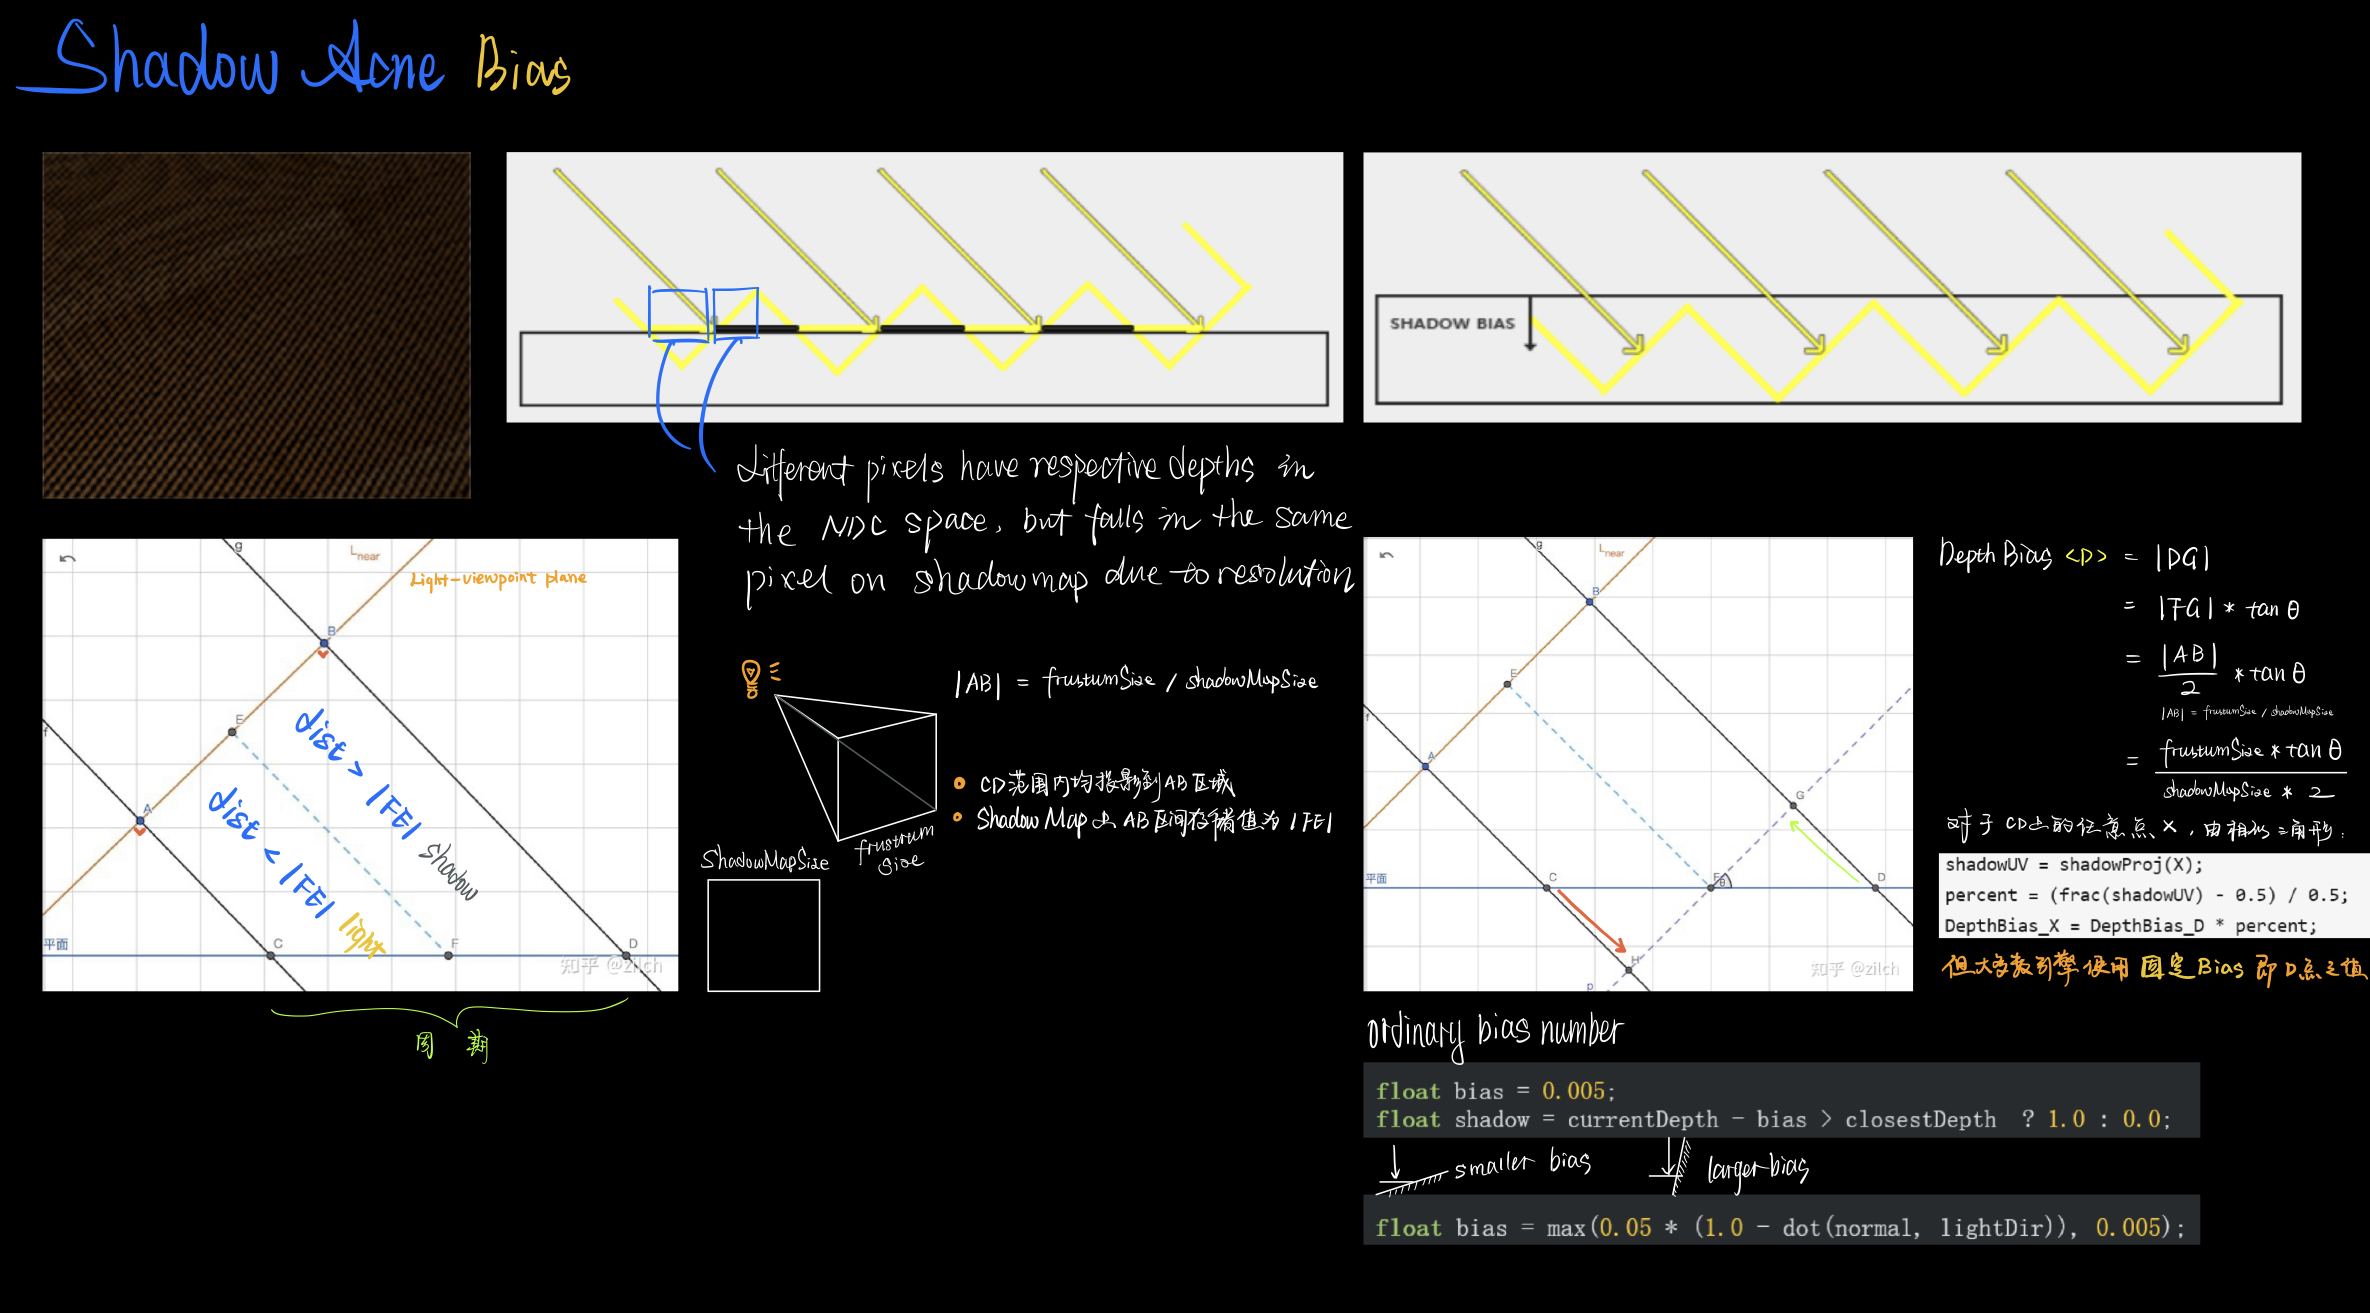 Shadow Acne Bias
SHADOW BIAS
different pixels have respective depths in
the NDC space, but falls in the same
pixel on shadowmap due to resolution
g
L near
Light-viewpoint plane
B
E
f
A
dist > |FE| shadow
dist < |FE| light
平面
C
F
D
知乎 @zilch
周期
|AB| = frustumSize / shadowMapSize
CD范围内均投影到AB区域
Shadow Map上AB区间存储值为|FE|
frustrum
Size
ShadowMapSize
g
L near
B
E
f
A
G
平面
C
F
θ
D
H
p
知乎 @zilch
Depth Bias <D> = |DG|
= |FG| * tan θ
= |AB| / 2 * tan θ
|AB| = frustumSize / shadowMapSize
= frustumSize * tan θ
shadowMapSize * 2
对于CD上的任意点X，由相似三角形：
shadowUV = shadowProj(X);
percent = (frac(shadowUV) - 0.5) / 0.5;
DepthBias_X = DepthBias_D * percent;
但大多数引擎使用固定Bias即D点之值
ordinary bias number
float bias = 0.005;
float shadow = currentDepth - bias > closestDepth ? 1.0 : 0.0;
smaller bias
larger bias
float bias = max(0.05 * (1.0 - dot(normal, lightDir)), 0.005);